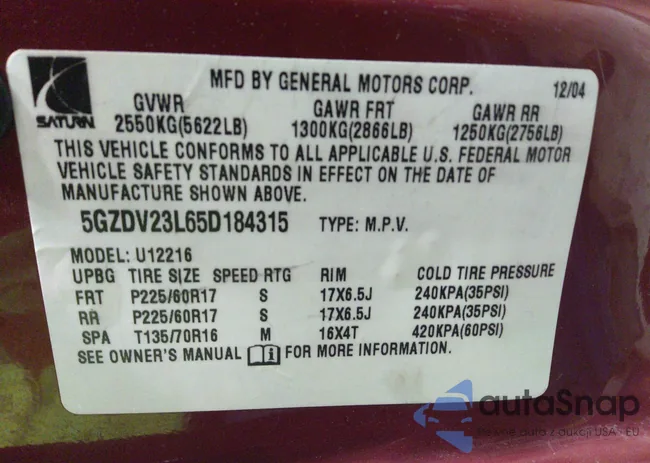 SATURN
MFD BY GENERAL MOTORS CORP. 12/04
GVWR GAWR FRT GAWR RR
2550KG(5622LB) 1300KG(2866LB) 1250KG(2756LB)
THIS VEHICLE CONFORMS TO ALL APPLICABLE U.S. FEDERAL MOTOR
VEHICLE SAFETY STANDARDS IN EFFECT ON THE DATE OF
MANUFACTURE SHOWN ABOVE.
5GZDV23L65D184315 TYPE: M.P.V.
MODEL: U12216
UPBG TIRE SIZE SPEED RTG RIM COLD TIRE PRESSURE
FRT P225/60R17 S 17X6.5J 240KPA(35PSI)
RR P225/60R17 S 17X6.5J 240KPA(35PSI)
SPA T135/70R16 M 16X4T 420KPA(60PSI)
SEE OWNER'S MANUAL i FOR MORE INFORMATION.
autoSnap
auta z aukcji USA EU